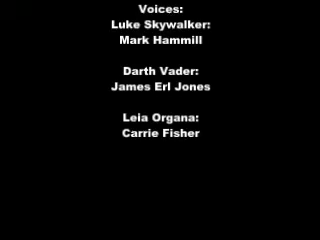 Voices:
Luke Skywalker:
Mark Hammill
Darth Vader:
James Erl Jones
Leia Organa:
Carrie Fisher